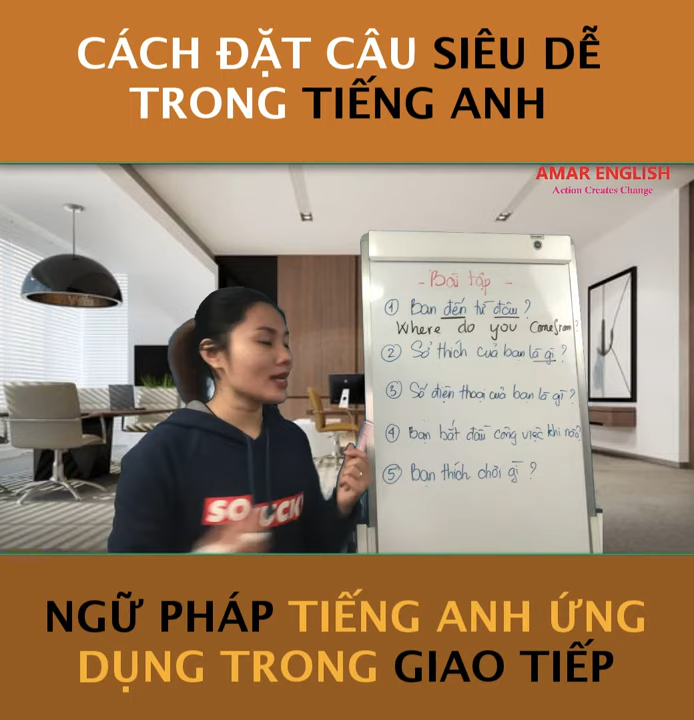 CÁCH ĐẶT CÂU SIÊU DỄ
TRONG TIẾNG ANH
AMAR ENGLISH
Action Creates Change
- Bài tập -
① Bạn đến từ đâu?
Where do you come from?
② Sở thích của bạn là gì?
③ Số điện thoại của bạn là gì?
④ Bạn bắt đầu công việc khi nào?
⑤ Bạn thích chơi gì?
NGỮ PHÁP TIẾNG ANH ỨNG
DỤNG TRONG GIAO TIẾP